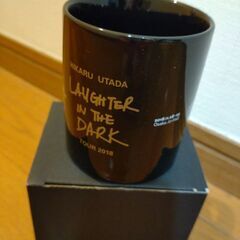 HIKARU UTADA
LAUGHTER
IN THE
DARK
TOUR 2018